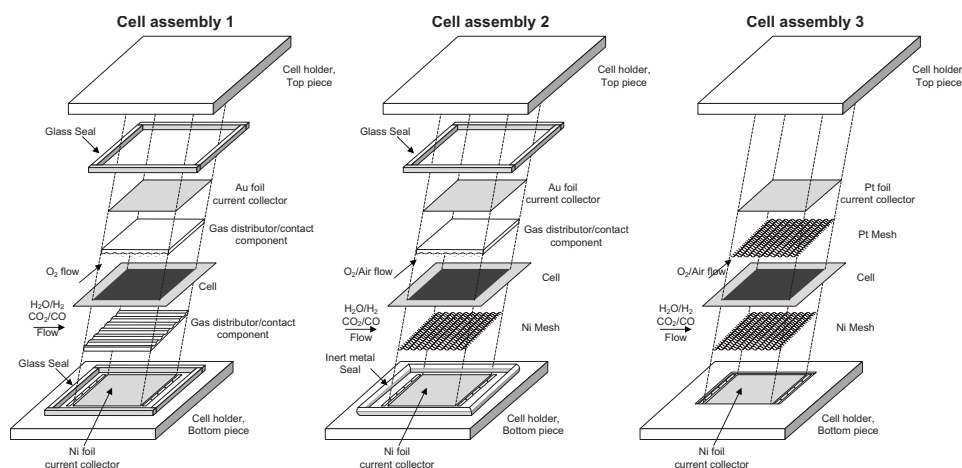 Cell assembly 1
Cell holder,
Top piece
Glass Seal
Au foil
current collector
Gas distributor/contact
component
O₂ flow
Cell
H₂O/H₂
CO₂/CO
Flow
Gas distributor/contact
component
Glass Seal
Cell holder,
Bottom piece
Ni foil
current collector
Cell assembly 2
Cell holder,
Top piece
Glass Seal
Au foil
current collector
Gas distributor/contact
component
O₂/Air flow
Cell
H₂O/H₂
CO₂/CO
Flow
Ni Mesh
Inert metal
Seal
Cell holder,
Bottom piece
Ni foil
current collector
Cell assembly 3
Cell holder
Top piece
Pt foil
current collector
Pt Mesh
O₂/Air flow
Cell
H₂O/H₂
CO₂/CO
Flow
Ni Mesh
Cell holder,
Bottom piece
Ni foil
current collector